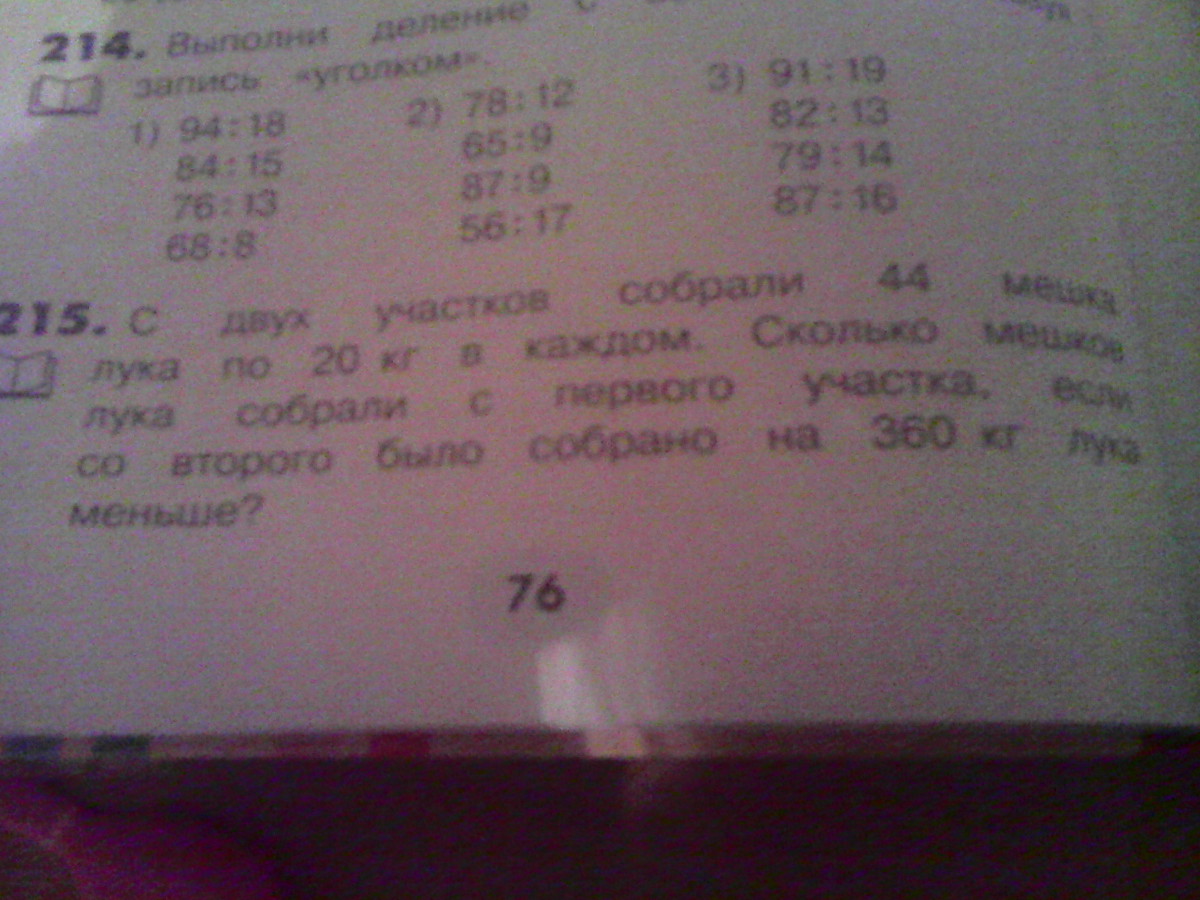 214. Выполни деление с
запись «уголком».
1) 94 : 18 2) 78 : 12 3) 91 : 19
84 : 15 65 : 9 82 : 13
76 : 13 87 : 9 79 : 14
68 : 8 56 : 17 87 : 16
215. С двух участков собрали 44 мешка
лука по 20 кг в каждом. Сколько мешков
лука собрали с первого участка, если
со второго было собрано на 360 кг лука
меньше?
76